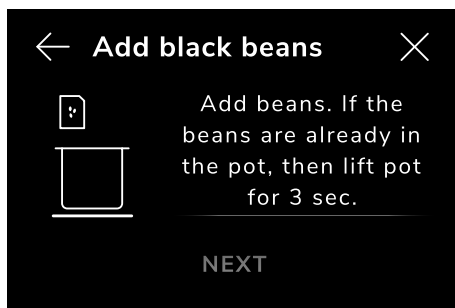 Add black beans
Add beans. If the
beans are already in
the pot, then lift pot
for 3 sec.
NEXT